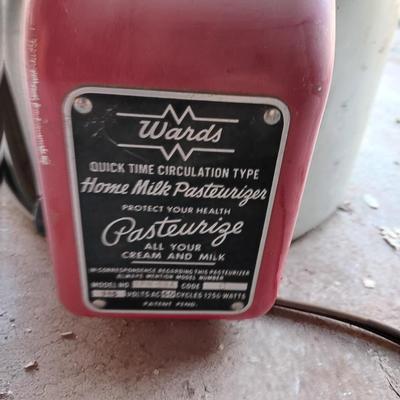 Wards
QUICK TIME CIRCULATION TYPE
Home Milk Pasteurizer
PROTECT YOUR HEALTH
Pasteurize
ALL YOUR
CREAM AND MILK
IN CORRESPONDENCE REGARDING THIS PASTEURIZER
ALWAYS MENTION MODEL NUMBER
MODEL NO CODE
VOLTS AC 60 CYCLES 1250 WATTS
PATENT PEND.